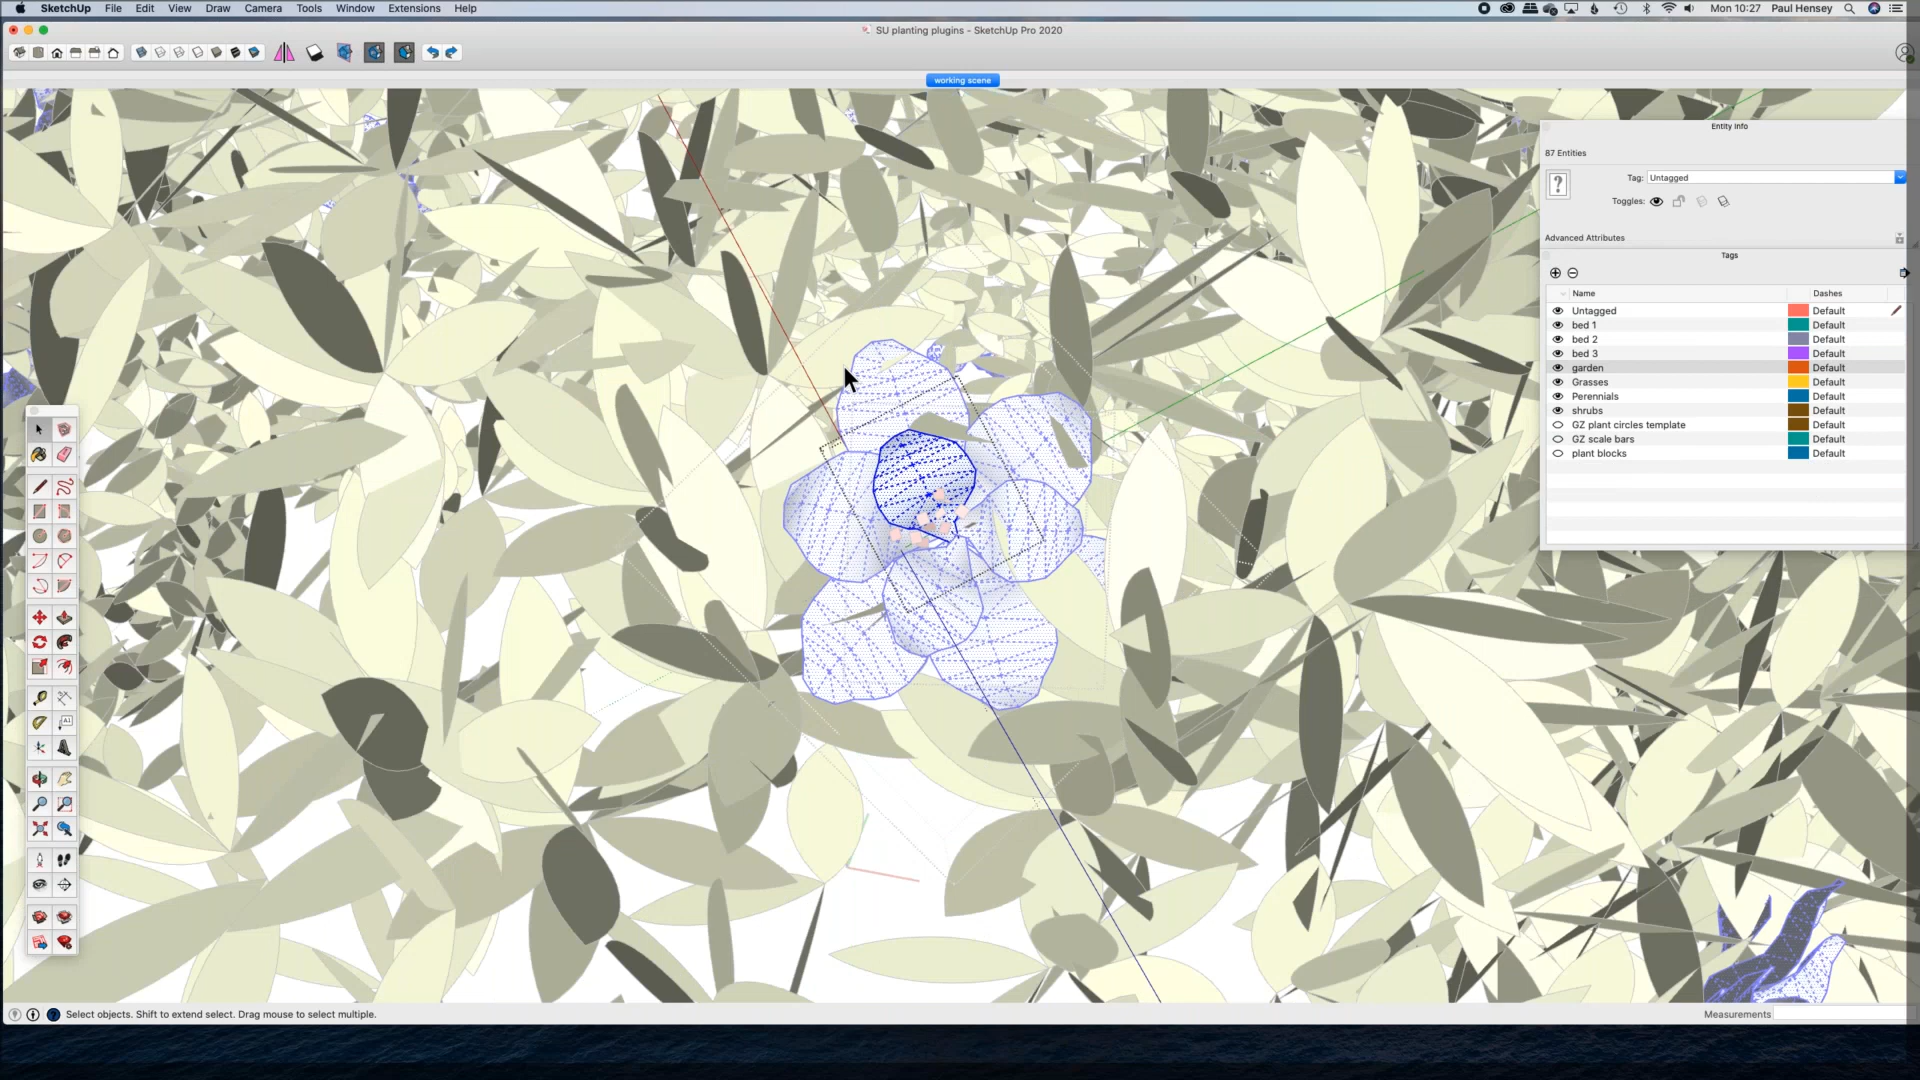 SketchUp File Edit View Draw Camera Tools Window Extensions Help
Mon 10:27 Paul Hensey
SU planting plugins - SketchUp Pro 2020
working scene
Entity Info
87 Entities
?
Tag: Untagged
Toggles:
Advanced Attributes
Tags
Name Dashes
Untagged Default
bed 1 Default
bed 2 Default
bed 3 Default
garden Default
Grasses Default
Perennials Default
shrubs Default
GZ plant circles template Default
GZ scale bars Default
plant blocks Default
Select objects. Shift to extend select. Drag mouse to select multiple.
Measurements